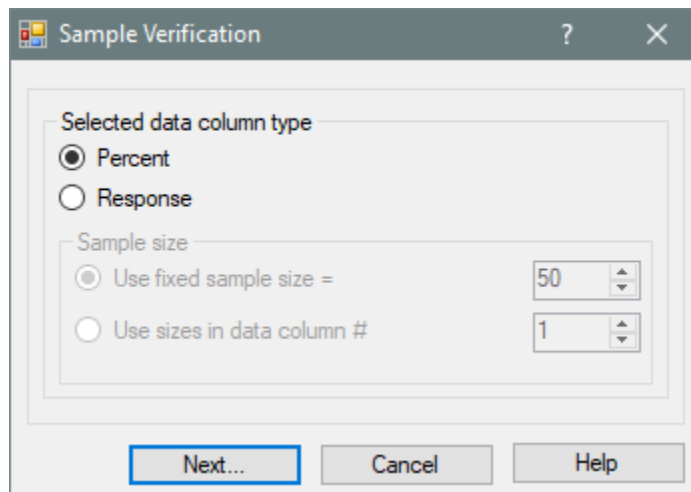 Sample Verification ?
Selected data column type
Percent
Response
Sample size
Use fixed sample size = 50
Use sizes in data column # 1
Next... Cancel Help